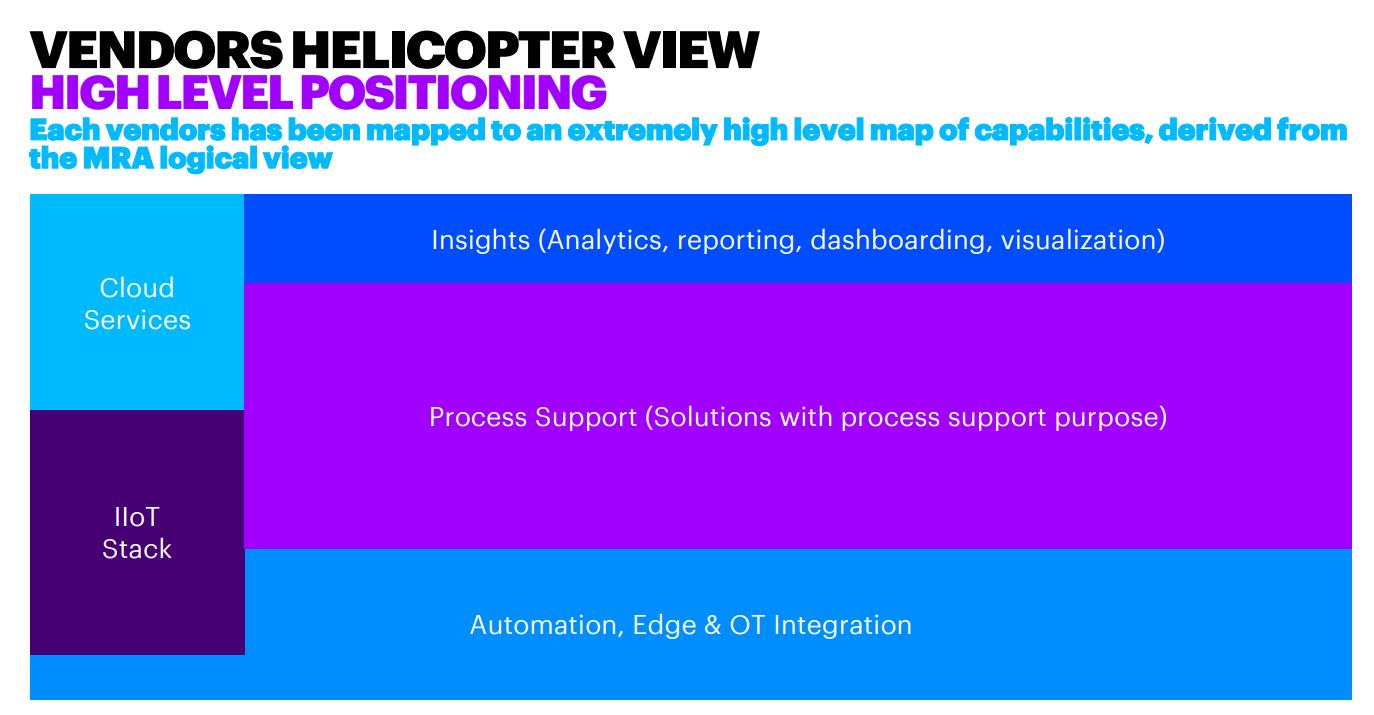 VENDORS HELICOPTER VIEW
HIGH LEVEL POSITIONING
Each vendors has been mapped to an extremely high level map of capabilities, derived from
the MRA logical view
Cloud
Services
Insights (Analytics, reporting, dashboarding, visualization)
Process Support (Solutions with process support purpose)
IIoT
Stack
Automation, Edge & OT Integration